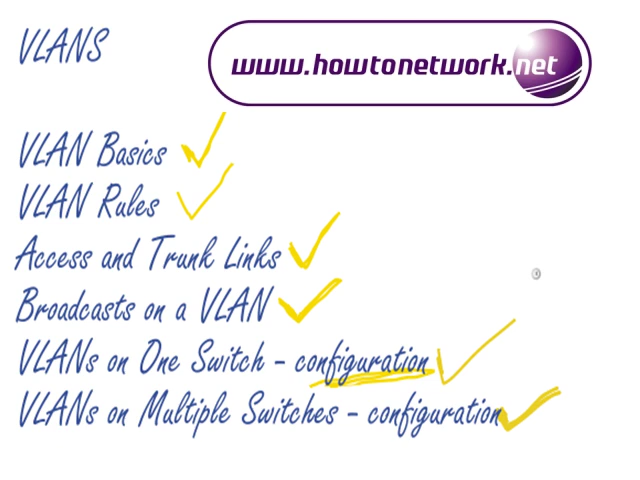 VLANS
www.howtonetwork.net
VLAN Basics
VLAN Rules
Access and Trunk Links
Broadcasts on a VLAN
VLANs on One Switch - configuration
VLANs on Multiple Switches - configuration